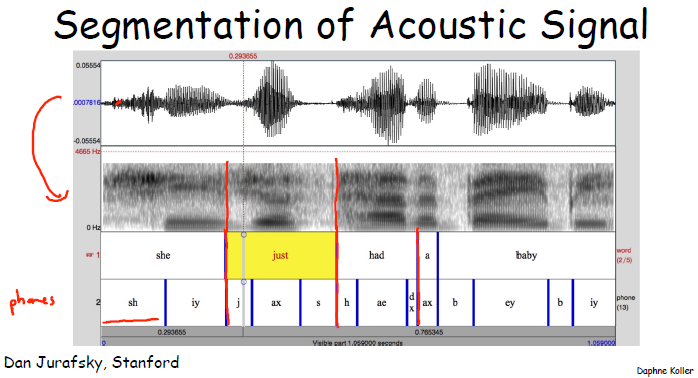 Segmentation of Acoustic Signal
0.293655
0.05554
.0007816
-0.05554
4665 Hz
0 Hz
1 she just had a baby word (2/5)
phones 2 sh iy j ax s h ae dx ax b ey b iy phone (13)
0.293655 0.765345
0 Visible part 1.059000 seconds 1.059000
Dan Jurafsky, Stanford
Daphne Koller